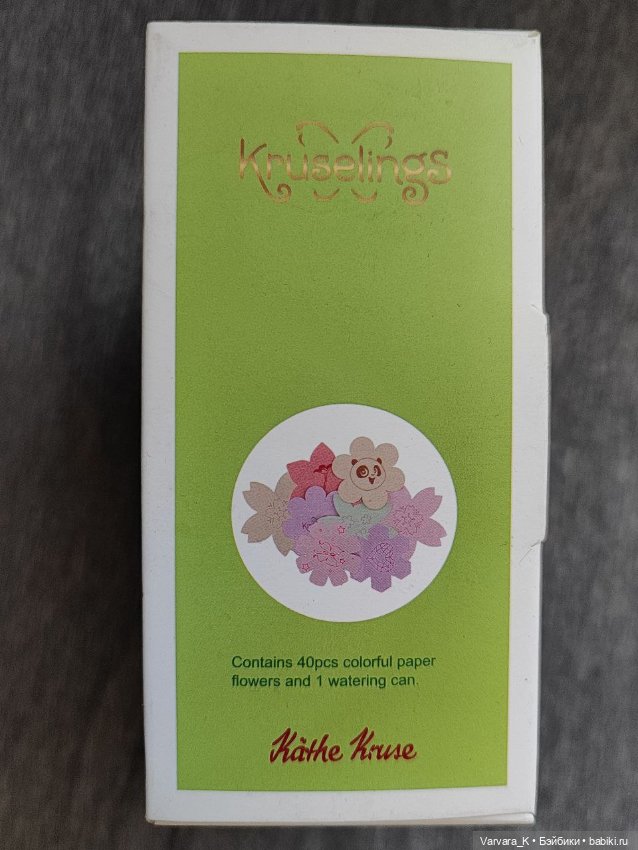 Kruselings
Contains 40pcs colorful paper
flowers and 1 watering can.
Käthe Kruse
Varvara_K • Бэйбики • babiki.ru